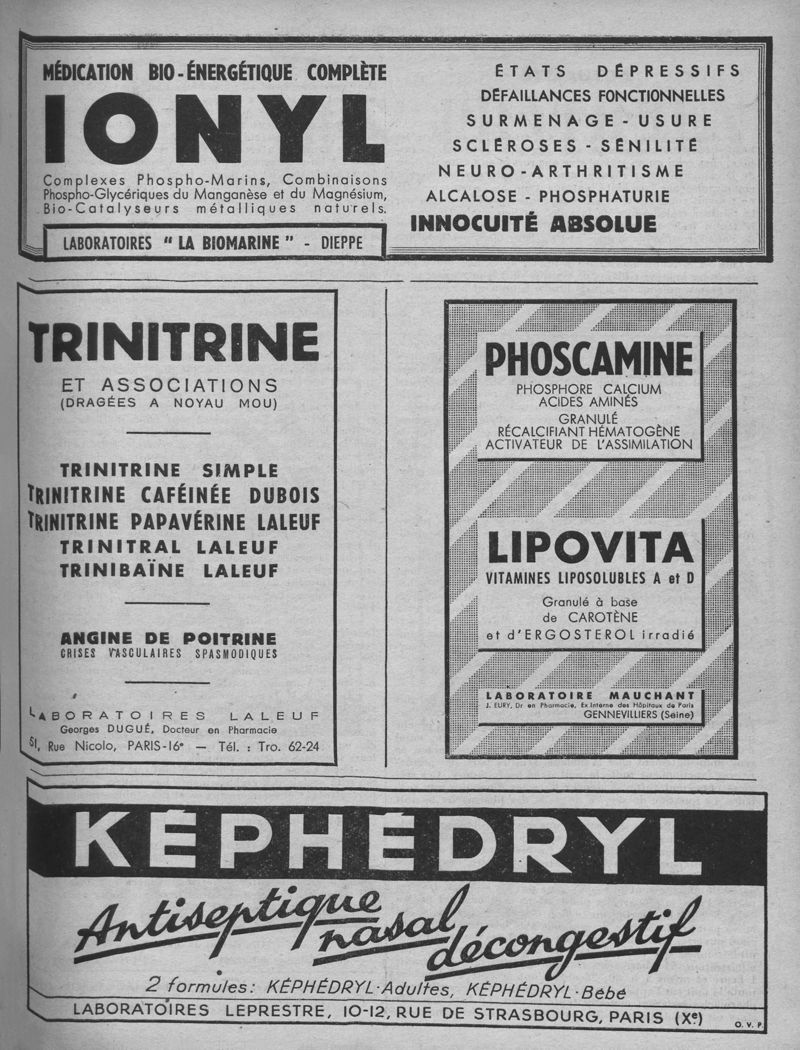 MÉDICATION BIO-ÉNERGÉTIQUE COMPLÈTE
IONYL
Complexes Phospho-Marins, Combinaisons
Phospho-Glycériques du Manganèse et du Magnésium,
Bio-Catalyseurs métalliques naturels.
LABORATOIRES "LA BIOMARINE" - DIEPPE
ÉTATS DÉPRESSIFS
DÉFAILLANCES FONCTIONNELLES
SURMENAGE - USURE
SCLÉROSES - SÉNILITÉ
NEURO-ARTHRITISME
ALCALOSE - PHOSPHATURIE
INNOCUITÉ ABSOLUE
TRINITRINE
ET ASSOCIATIONS
(DRAGÉES A NOYAU MOU)
TRINITRINE SIMPLE
TRINITRINE CAFÉINÉE DUBOIS
TRINITRINE PAPAVÉRINE LALEUF
TRINITRAL LALEUF
TRINIBAÏNE LALEUF
ANGINE DE POITRINE
CRISES VASCULAIRES SPASMODIQUES
LABORATOIRES LALEUF
Georges DUGUÉ, Docteur en Pharmacie
51, Rue Nicolo, PARIS-16e — Tél. : Tro. 62-24
PHOSCAMINE
PHOSPHORE CALCIUM
ACIDES AMINÉS
GRANULÉ
RÉCALCIFIANT HÉMATOGÈNE
ACTIVATEUR DE L'ASSIMILATION
LIPOVITA
VITAMINES LIPOSOLUBLES A et D
Granulé à base
de CAROTÈNE
et d'ERGOSTEROL irradié
LABORATOIRE MAUCHANT
J. EURY, Dr en Pharmacie, Ex Interne des Hôpitaux de Paris
GENNEVILLIERS (Seine)
KÉPHÉDRYL
Antiseptique
nasal
décongestif
2 formules: KÉPHÉDRYL-Adultes, KÉPHÉDRYL-Bébé
LABORATOIRES LEPRESTRE, 10-12, RUE DE STRASBOURG, PARIS (Xe)
O. V. P.